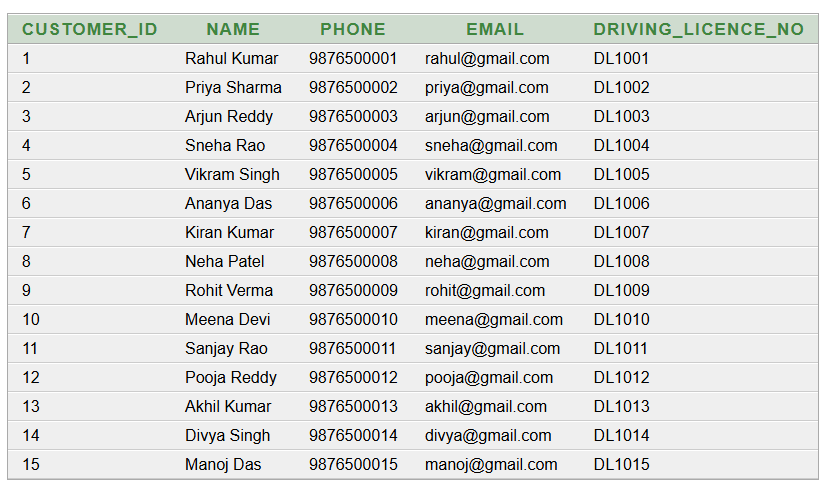 CUSTOMER_ID NAME PHONE EMAIL DRIVING_LICENCE_NO
1 Rahul Kumar 9876500001 rahul@gmail.com DL1001
2 Priya Sharma 9876500002 priya@gmail.com DL1002
3 Arjun Reddy 9876500003 arjun@gmail.com DL1003
4 Sneha Rao 9876500004 sneha@gmail.com DL1004
5 Vikram Singh 9876500005 vikram@gmail.com DL1005
6 Ananya Das 9876500006 ananya@gmail.com DL1006
7 Kiran Kumar 9876500007 kiran@gmail.com DL1007
8 Neha Patel 9876500008 neha@gmail.com DL1008
9 Rohit Verma 9876500009 rohit@gmail.com DL1009
10 Meena Devi 9876500010 meena@gmail.com DL1010
11 Sanjay Rao 9876500011 sanjay@gmail.com DL1011
12 Pooja Reddy 9876500012 pooja@gmail.com DL1012
13 Akhil Kumar 9876500013 akhil@gmail.com DL1013
14 Divya Singh 9876500014 divya@gmail.com DL1014
15 Manoj Das 9876500015 manoj@gmail.com DL1015